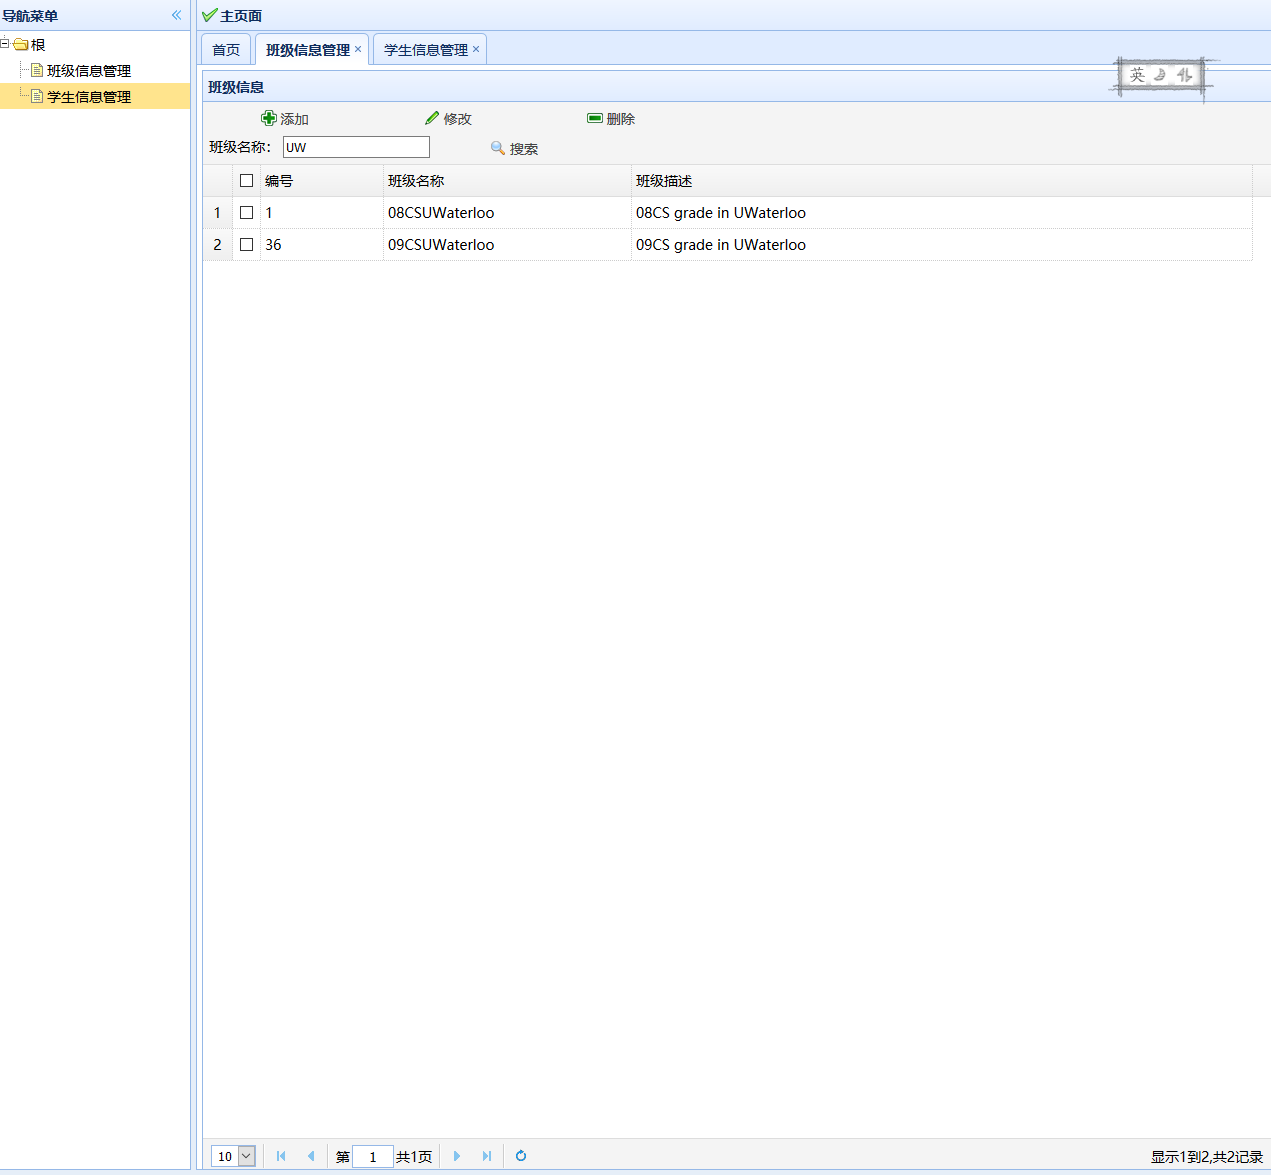 导航菜单
根
班级信息管理
学生信息管理
主页面
首页 班级信息管理 学生信息管理
英
班级信息
添加 修改 删除
班级名称： UW 搜索
编号 班级名称 班级描述
1 1 08CSUWaterloo 08CS grade in UWaterloo
2 36 09CSUWaterloo 09CS grade in UWaterloo
10 第 1 共1页 显示1到2,共2记录